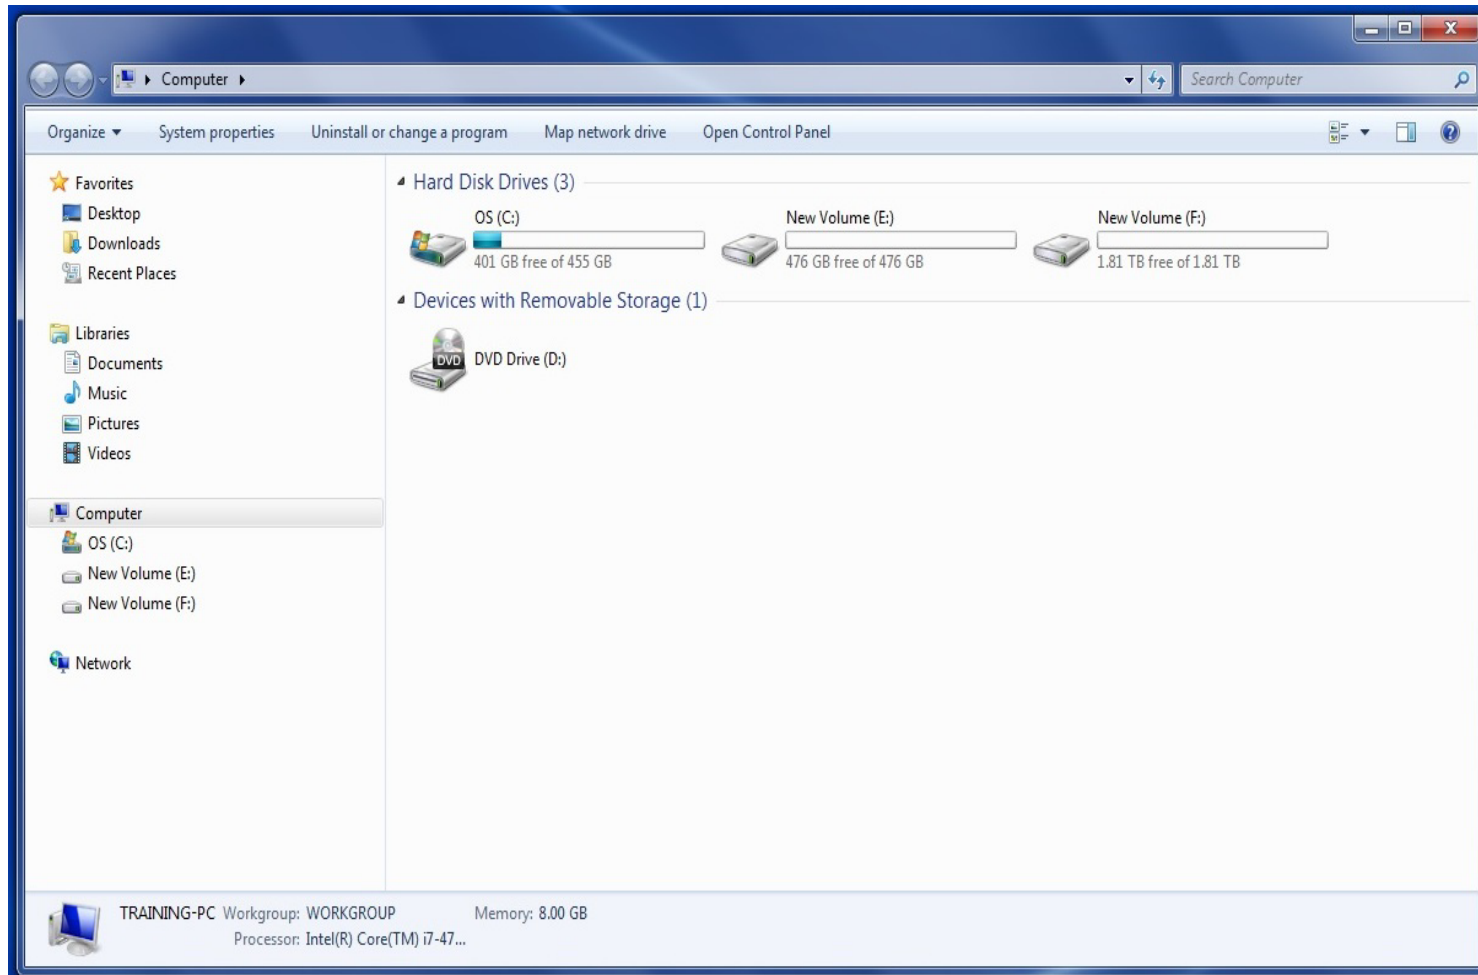 Computer
Search Computer
Organize System properties Uninstall or change a program Map network drive Open Control Panel
Favorites
Desktop
Downloads
Recent Places
Libraries
Documents
Music
Pictures
Videos
Computer
OS (C:)
New Volume (E:)
New Volume (F:)
Network
Hard Disk Drives (3)
OS (C:)
401 GB free of 455 GB
New Volume (E:)
476 GB free of 476 GB
New Volume (F:)
1.81 TB free of 1.81 TB
Devices with Removable Storage (1)
DVD
DVD Drive (D:)
TRAINING-PC Workgroup: WORKGROUP Memory: 8.00 GB
Processor: Intel(R) Core(TM) i7-47...